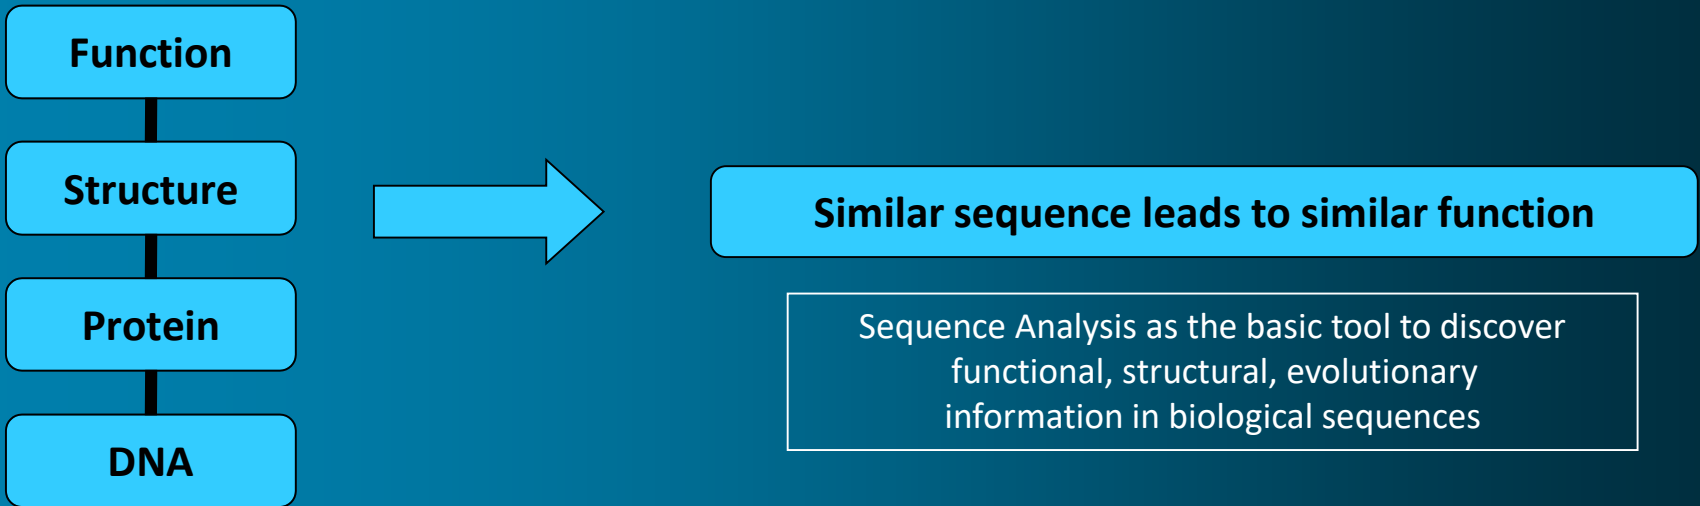 Function
Structure
Protein
DNA
Similar sequence leads to similar function
Sequence Analysis as the basic tool to discover
functional, structural, evolutionary
information in biological sequences